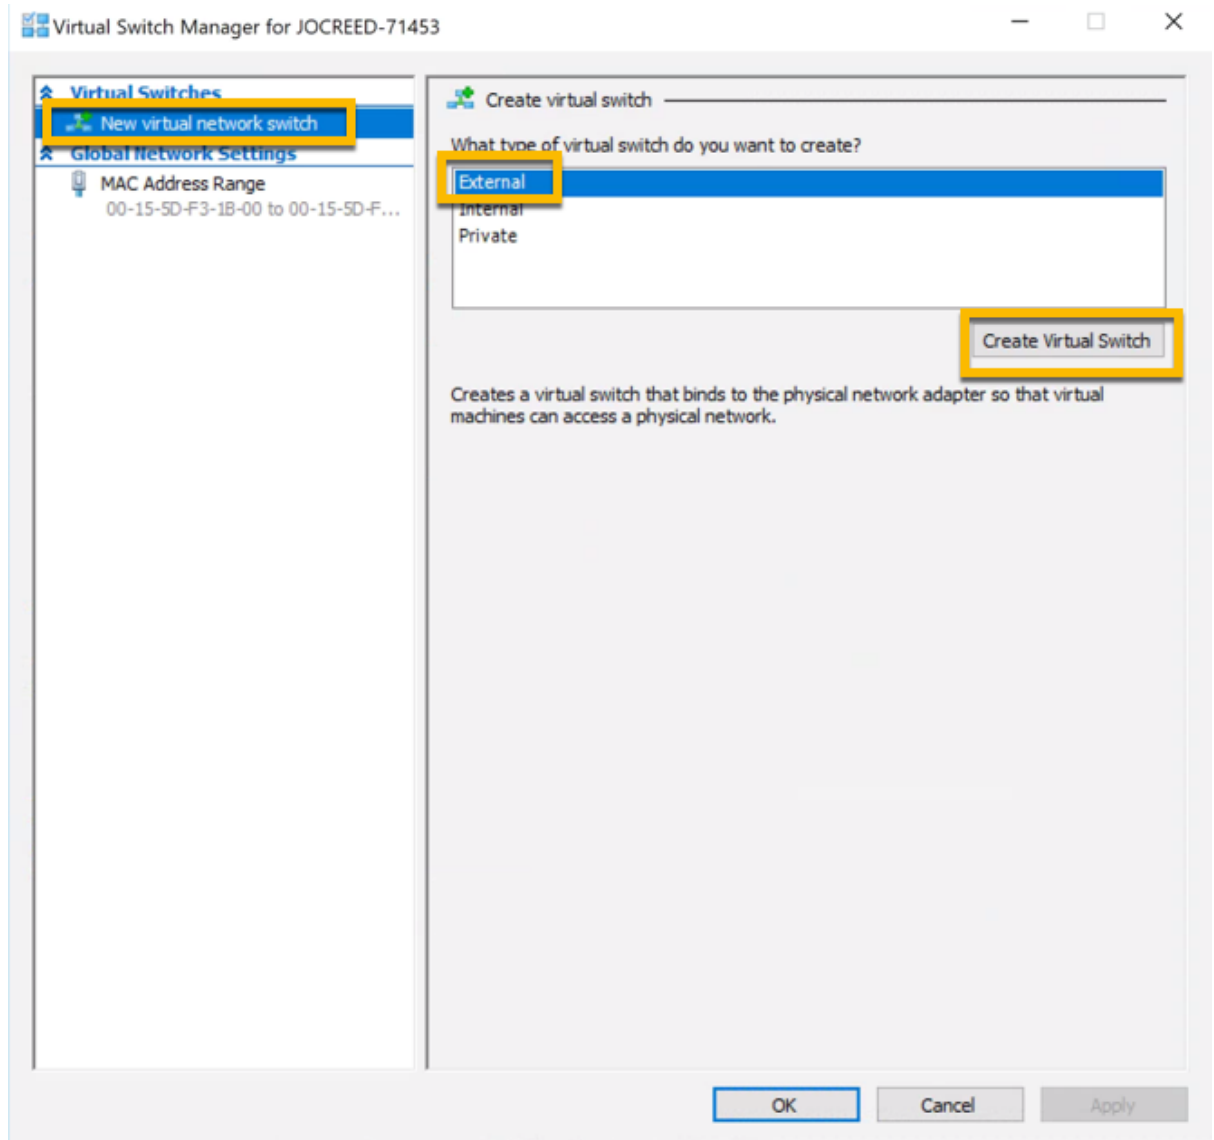 Virtual Switch Manager for JOCREED-71453
Virtual Switches
New virtual network switch
Global Network Settings
MAC Address Range
00-15-5D-F3-1B-00 to 00-15-5D-F...
Create virtual switch
What type of virtual switch do you want to create?
External
Internal
Private
Create Virtual Switch
Creates a virtual switch that binds to the physical network adapter so that virtual
machines can access a physical network.
OK
Cancel
Apply